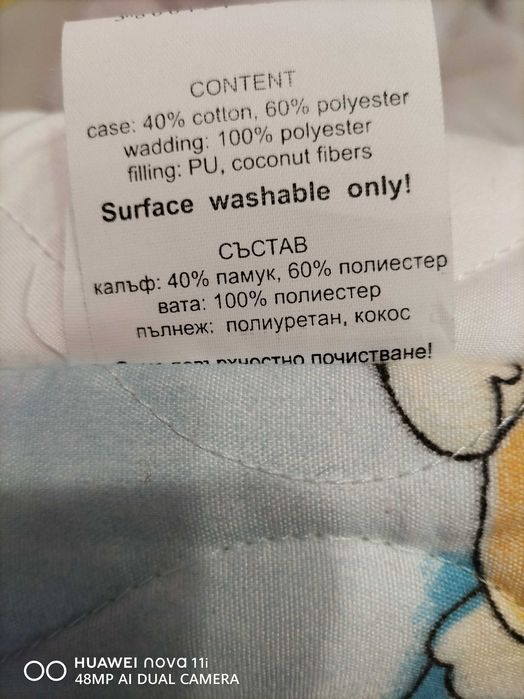 CONTENT
case: 40% cotton, 60% polyester
wadding: 100% polyester
filling: PU, coconut fibers
Surface washable only!
СЪСТАВ
калъф: 40% памук, 60% полиестер
вата: 100% полиестер
пълнеж: полиуретан, кокос
почистване!
HUAWEI nova 11i
48MP AI DUAL CAMERA